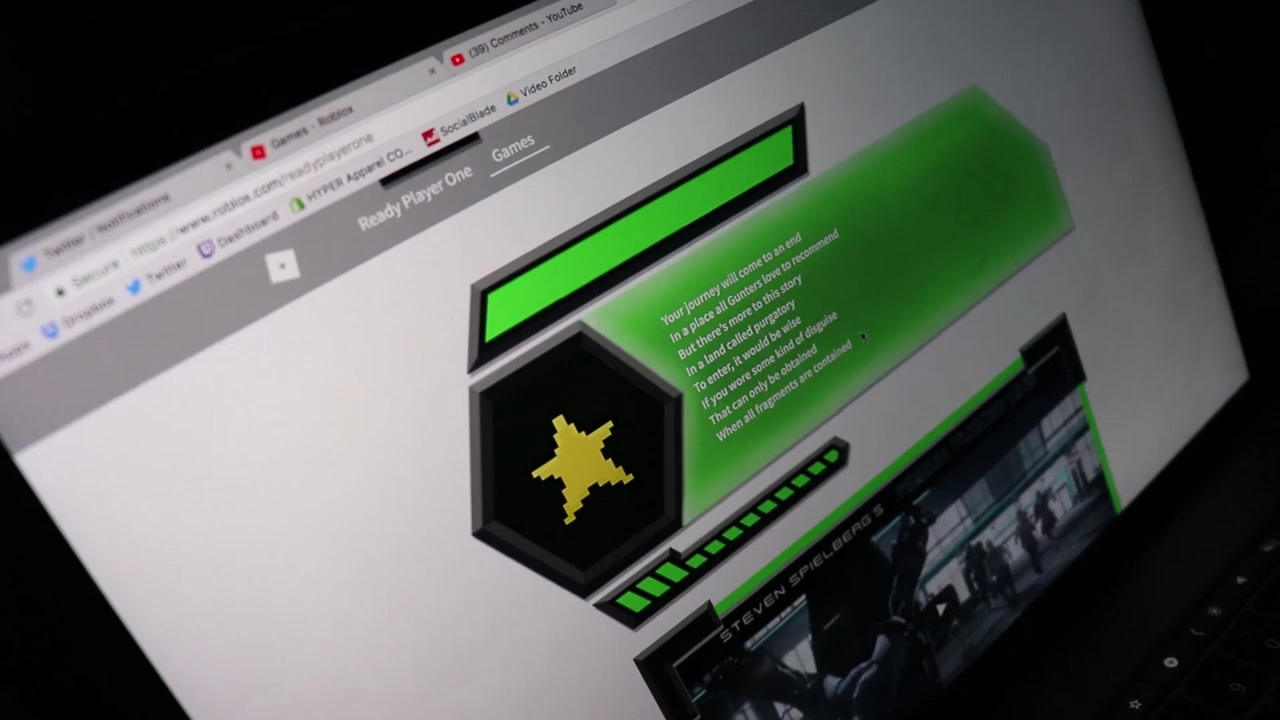 (39) Comments - YouTube
Games - Roblox
Twitter / Notifications
Secure https://www.roblox.com/readyplayerone
Dropbox Twitter Dashboard HYPER Apparel CO... SocialBlade Video Folder
Ready Player One Games
Your journey will come to an end
In a place all Gunters love to recommend
But there's more to this story
In a land called purgatory
To enter, it would be wise
If you wore some kind of disguise
That can only be obtained
When all fragments are contained
STEVEN SPIELBERG'S